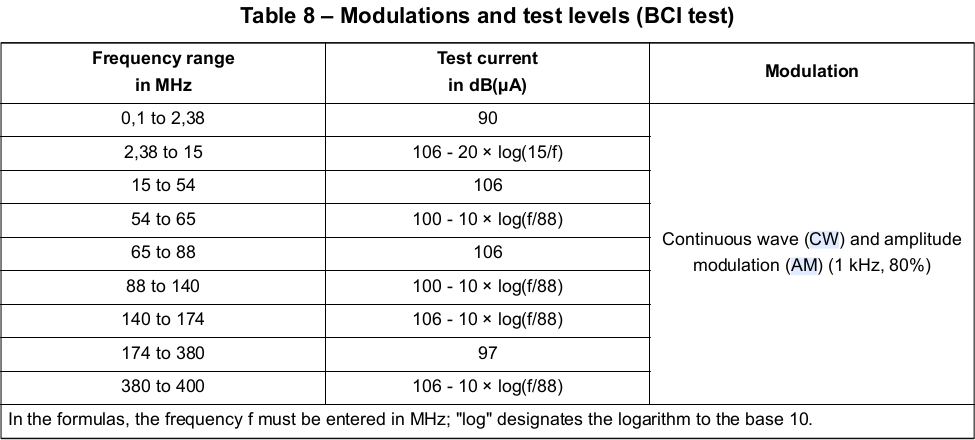 Table 8 – Modulations and test levels (BCI test)
Frequency range
in MHz
Test current
in dB(µA)
Modulation
0,1 to 2,38
90
2,38 to 15
106 - 20 × log(15/f)
15 to 54
106
54 to 65
100 - 10 × log(f/88)
65 to 88
106
88 to 140
100 - 10 × log(f/88)
140 to 174
106 - 10 × log(f/88)
174 to 380
97
380 to 400
106 - 10 × log(f/88)
Continuous wave (CW) and amplitude
modulation (AM) (1 kHz, 80%)
In the formulas, the frequency f must be entered in MHz; "log" designates the logarithm to the base 10.